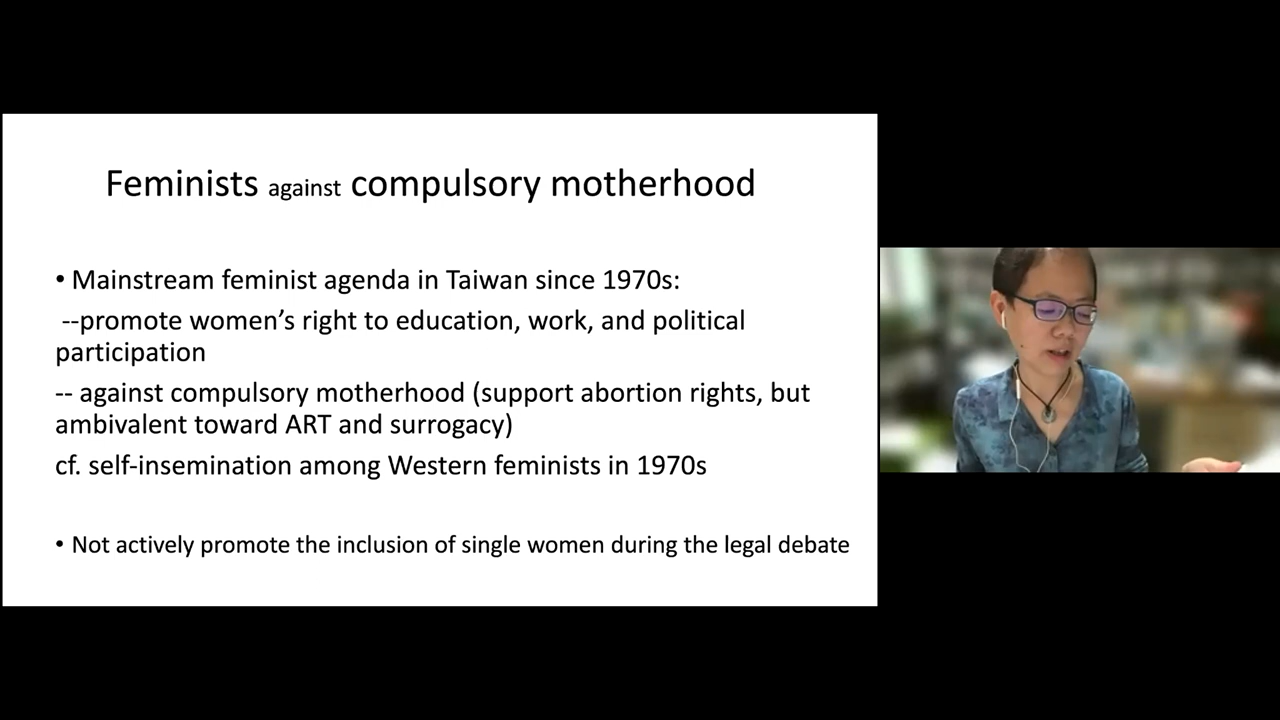 Feminists against compulsory motherhood
• Mainstream feminist agenda in Taiwan since 1970s:
--promote women’s right to education, work, and political
participation
-- against compulsory motherhood (support abortion rights, but
ambivalent toward ART and surrogacy)
cf. self-insemination among Western feminists in 1970s
• Not actively promote the inclusion of single women during the legal debate